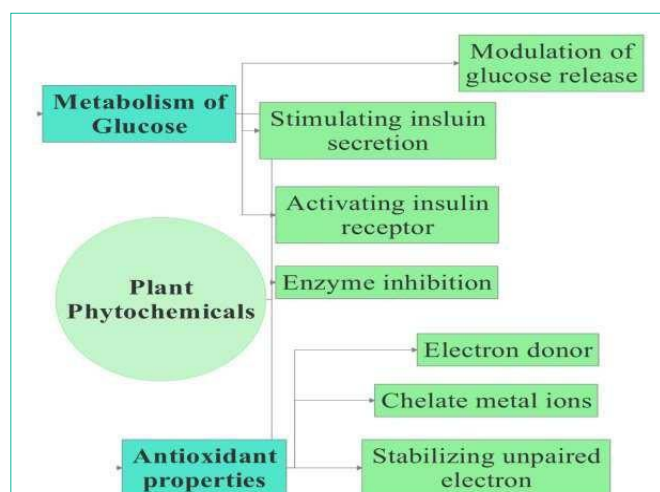 Modulation of
glucose release
Metabolism of
Glucose
Stimulating insluin
secretion
Activating insulin
receptor
Plant
Phytochemicals
Enzyme inhibition
Electron donor
Chelate metal ions
Antioxidant
properties
Stabilizing unpaired
electron